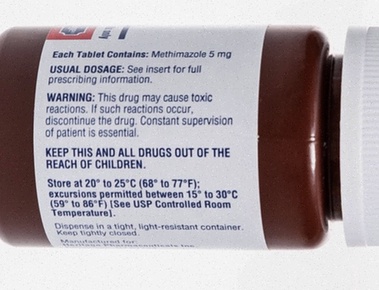 Each Tablet Contains: Methimazole 5 mg
USUAL DOSAGE: See insert for full
prescribing information.
WARNING: This drug may cause toxic
reactions. If such reactions occur,
discontinue the drug. Constant supervision
of patient is essential.
KEEP THIS AND ALL DRUGS OUT OF THE
REACH OF CHILDREN.
Store at 20° to 25°C (68° to 77°F);
excursions permitted between 15° to 30°C
(59° to 86°F) [See USP Controlled Room
Temperature].
Dispense in a tight, light-resistant container.
Keep tightly closed.
Manufactured for:
Pharmaceuticals Inc.